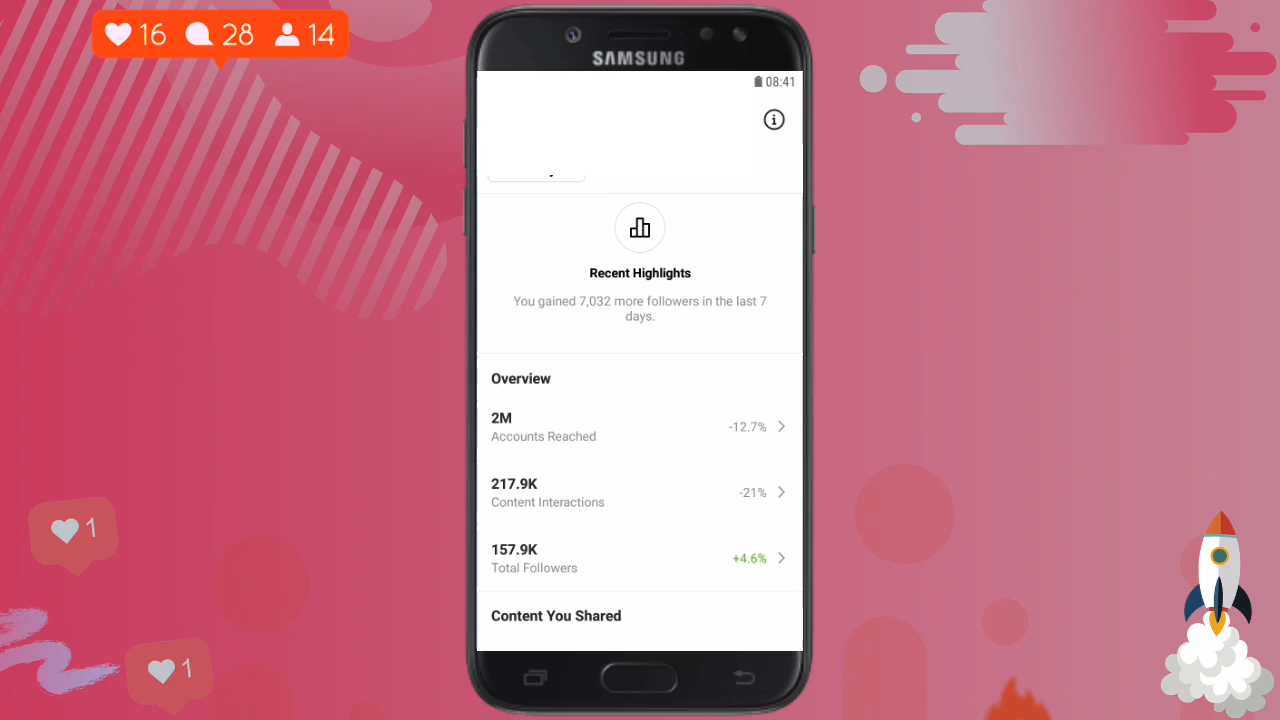 16 28 14
SAMSUNG
08:41
Recent Highlights
You gained 7,032 more followers in the last 7
days.
Overview
2M
-12.7%
Accounts Reached
217.9K
-21%
Content Interactions
157.9K
+4.6%
Total Followers
Content You Shared
1
1